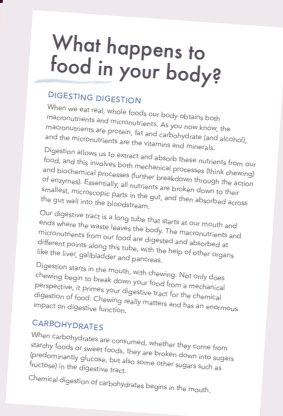 What happens to
food in your body?
DIGESTING DIGESTION
When we eat real, whole foods our body obtains both
macronutrients and micronutrients. As you now know, the
macronutrients are protein, fat and carbohydrate (and alcohol),
and the micronutrients are the vitamins and minerals.
Digestion allows us to extract and absorb these nutrients from our
food, and this involves both mechanical processes (think chewing)
and biochemical processes (further breakdown through the action
of enzymes). Essentially, all nutrients are broken down to their
smallest, microscopic parts in the gut, and then absorbed across
the gut wall into the bloodstream.
Our digestive tract is a long tube that starts at our mouth and
ends where the waste leaves the body. The macronutrients and
micronutrients from our food are digested and absorbed at
different points along this tube, with the help of other organs
like the liver, gallbladder and pancreas.
Digestion starts in the mouth, with chewing. Not only does
chewing begin to break down your food from a mechanical
perspective, it primes your digestive tract for the chemical
digestion of food. Chewing really matters and has an enormous
impact on digestive function.
CARBOHYDRATES
When carbohydrates are consumed, whether they come from
starchy foods or sweet foods, they are broken down into sugars
(predominantly glucose, but also some other sugars such as
fructose) in the digestive tract.
Chemical digestion of carbohydrates begins in the mouth.